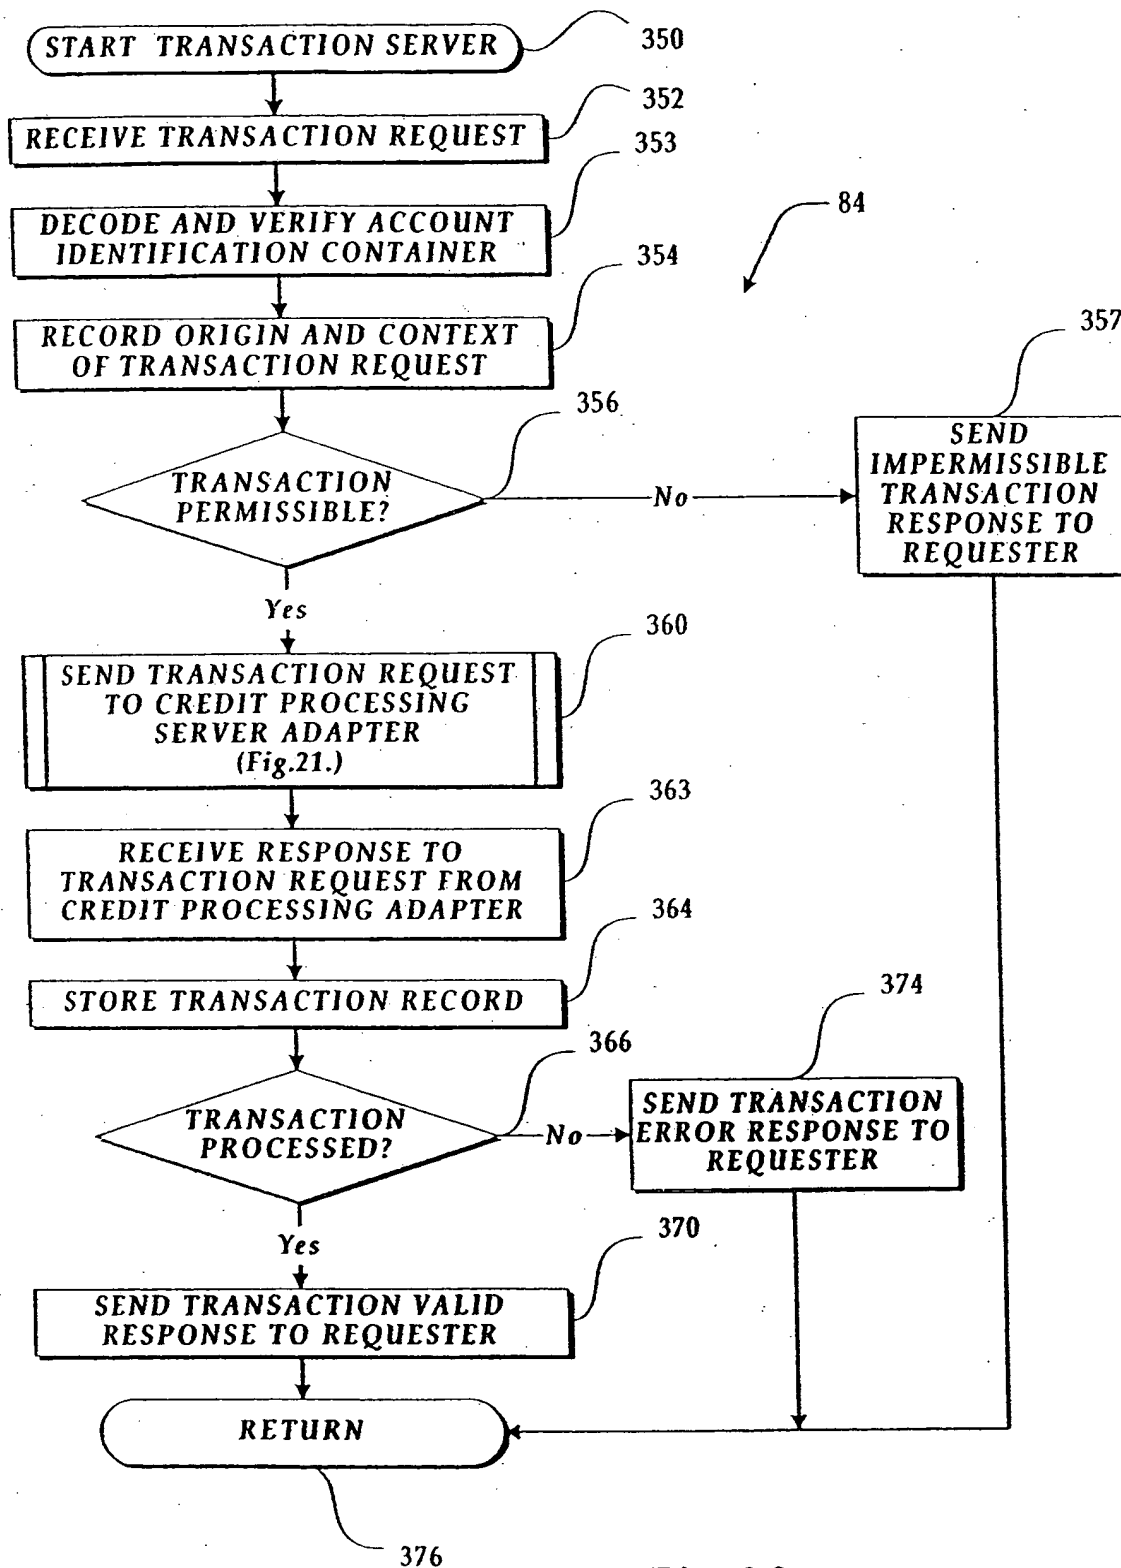 START TRANSACTION SERVER
350
RECEIVE TRANSACTION REQUEST
352
353
DECODE AND VERIFY ACCOUNT
IDENTIFICATION CONTAINER
84
354
RECORD ORIGIN AND CONTEXT
OF TRANSACTION REQUEST
357
356
TRANSACTION
PERMISSIBLE?
No
SEND
IMPERMISSIBLE
TRANSACTION
RESPONSE TO
REQUESTER
Yes
360
SEND TRANSACTION REQUEST
TO CREDIT PROCESSING
SERVER ADAPTER
(Fig.21.)
363
RECEIVE RESPONSE TO
TRANSACTION REQUEST FROM
CREDIT PROCESSING ADAPTER
364
STORE TRANSACTION RECORD
374
366
TRANSACTION
PROCESSED?
No
SEND TRANSACTION
ERROR RESPONSE TO
REQUESTER
Yes
370
SEND TRANSACTION VALID
RESPONSE TO REQUESTER
RETURN
376